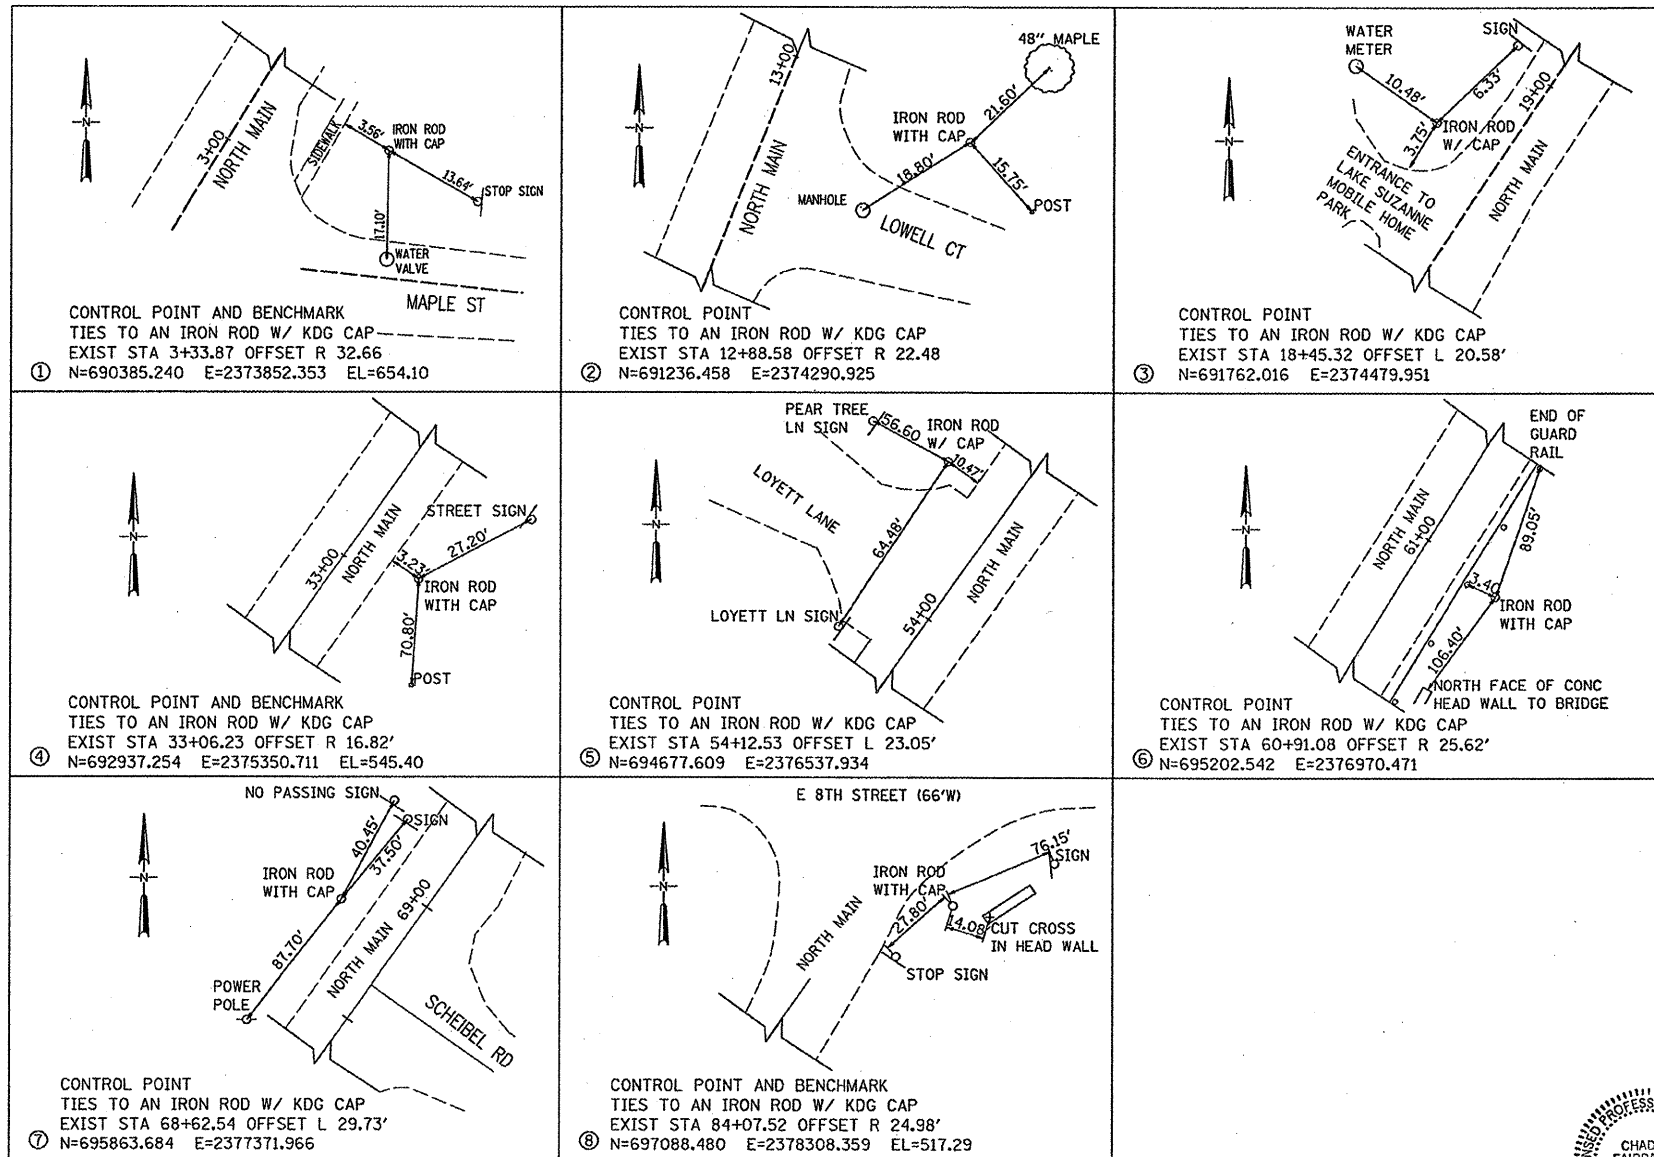 N
3+00
NORTH MAIN
SIDEWALK
3.56'
IRON ROD
WITH CAP
13.64'
STOP SIGN
17.10'
WATER
VALVE
MAPLE ST
CONTROL POINT AND BENCHMARK
TIES TO AN IRON ROD W/ KDG CAP
EXIST STA 3+33.87 OFFSET R 32.66
① N=690385.240 E=2373852.353 EL=654.10
N
13+00
NORTH MAIN
48" MAPLE
21.60'
IRON ROD
WITH CAP
18.80'
15.75'
MANHOLE
POST
LOWELL CT
CONTROL POINT
TIES TO AN IRON ROD W/ KDG CAP
EXIST STA 12+88.58 OFFSET R 22.48
② N=691236.458 E=2374290.925
N
WATER
METER
SIGN
10.48'
6.33'
19+00
3.75'
IRON ROD
W/ CAP
NORTH MAIN
ENTRANCE TO
LAKE SUZANNE
MOBILE HOME
PARK
CONTROL POINT
TIES TO AN IRON ROD W/ KDG CAP
EXIST STA 18+45.32 OFFSET L 20.58'
③ N=691762.016 E=2374479.951
N
33+00
NORTH MAIN
STREET SIGN
27.20'
3.23'
IRON ROD
WITH CAP
70.80'
POST
CONTROL POINT AND BENCHMARK
TIES TO AN IRON ROD W/ KDG CAP
EXIST STA 33+06.23 OFFSET R 16.82'
④ N=692937.254 E=2375350.711 EL=545.40
N
PEAR TREE
LN SIGN
56.60
IRON ROD
W/ CAP
10.47'
LOYETT LANE
64.48'
NORTH MAIN
54+00
LOYETT LN SIGN
CONTROL POINT
TIES TO AN IRON ROD W/ KDG CAP
EXIST STA 54+12.53 OFFSET L 23.05'
⑤ N=694677.609 E=2376537.934
N
END OF
GUARD
RAIL
NORTH MAIN
61+00
89.05'
3.40
IRON ROD
WITH CAP
106.40'
NORTH FACE OF CONC
HEAD WALL TO BRIDGE
CONTROL POINT
TIES TO AN IRON ROD W/ KDG CAP
EXIST STA 60+91.08 OFFSET R 25.62'
⑥ N=695202.542 E=2376970.471
N
NO PASSING SIGN
SIGN
40.45'
37.50'
IRON ROD
WITH CAP
69+00
NORTH MAIN
87.70'
POWER
POLE
SCHEIBEL RD
CONTROL POINT
TIES TO AN IRON ROD W/ KDG CAP
EXIST STA 68+62.54 OFFSET L 29.73'
⑦ N=695863.684 E=2377371.966
N
E 8TH STREET (66'W)
76.15'
SIGN
IRON ROD
WITH CAP
27.80'
14.08
CUT CROSS
IN HEAD WALL
NORTH MAIN
STOP SIGN
CONTROL POINT AND BENCHMARK
TIES TO AN IRON ROD W/ KDG CAP
EXIST STA 84+07.52 OFFSET R 24.98'
⑧ N=697088.480 E=2378308.359 EL=517.29
CHAD